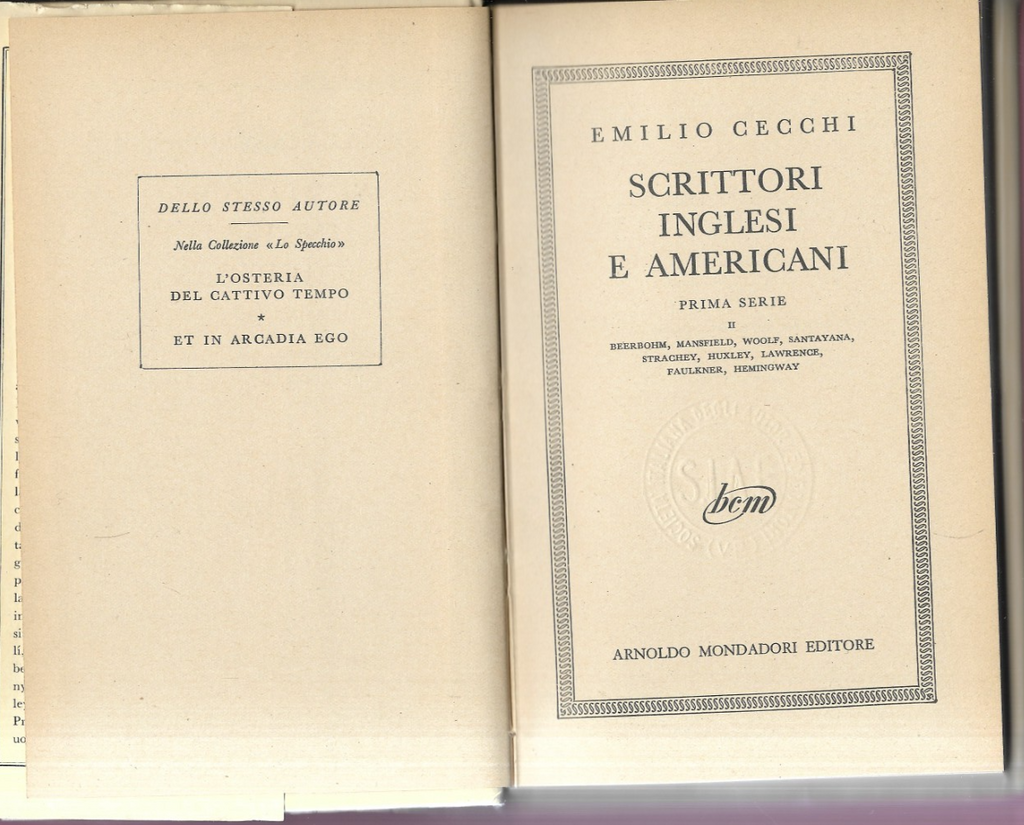 DELLO STESSO AUTORE
Nella Collezione «Lo Specchio»
L'OSTERIA
DEL CATTIVO TEMPO
*
ET IN ARCADIA EGO
EMILIO CECCHI
SCRITTORI
INGLESI
E AMERICANI
PRIMA SERIE
II
BEERBOHM, MANSFIELD, WOOLF, SANTAYANA,
STRACHEY, HUXLEY, LAWRENCE,
FAULKNER, HEMINGWAY
bcm
ARNOLDO MONDADORI EDITORE